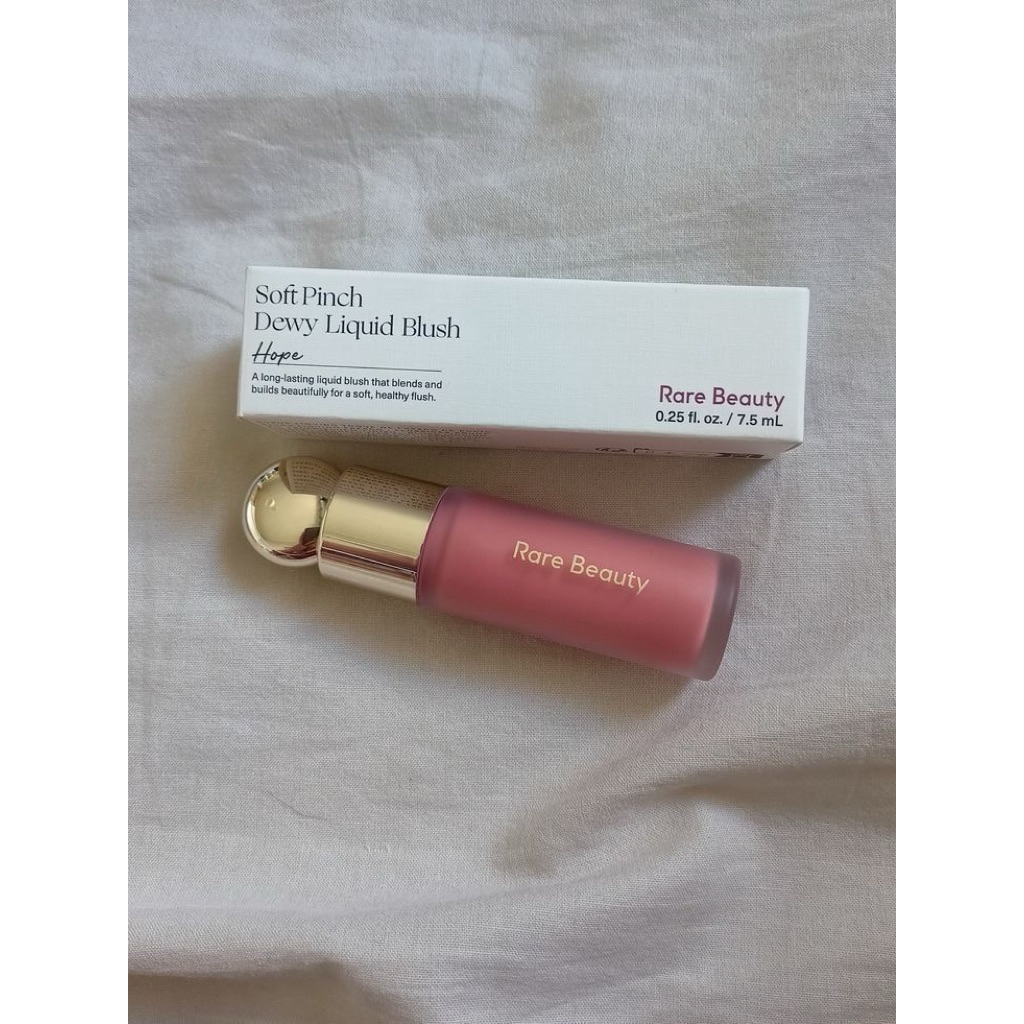 Soft Pinch
Dewy Liquid Blush
Hope
A long-lasting liquid blush that blends and
builds beautifully for a soft, healthy flush.
Rare Beauty
0.25 fl. oz. / 7.5 mL
Rare Beauty